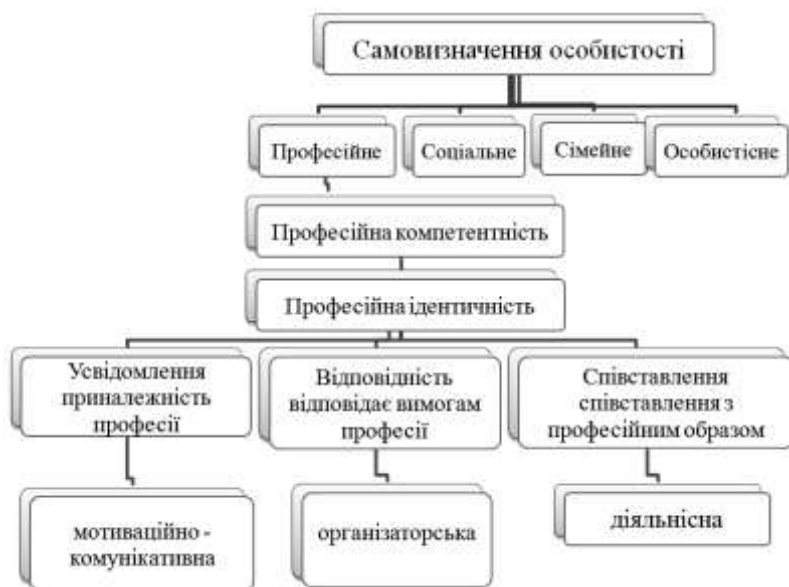 Самовизначення особистості
Професійне
Соціальне
Сімейне
Особистісне
Професійна компетентність
Професійна ідентичність
Усвідомлення
приналежність
професії
Відповідність
відповідає вимогам
професії
Співставлення
співставлення з
професійним образом
мотиваційно -
комунікативна
організаторська
діяльнісна